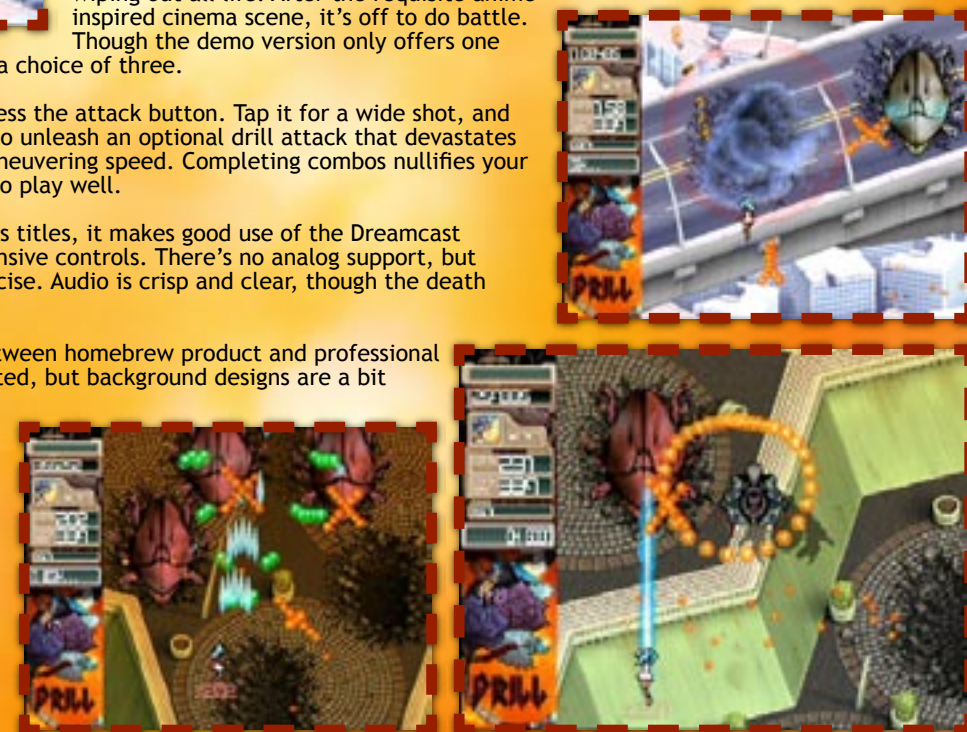 wiping out all life. After the requisite anime
inspired cinema scene, it's off to do battle.
Though the demo version only offers one
a choice of three.
ess the attack button. Tap it for a wide shot, and
o unleash an optional drill attack that devastates
neuvering speed. Completing combos nullifies your
o play well.
s titles, it makes good use of the Dreamcast
nsive controls. There's no analog support, but
cise. Audio is crisp and clear, though the death
tween homebrew product and professional
ted, but background designs are a bit
DRILL
DRILL
DRILL